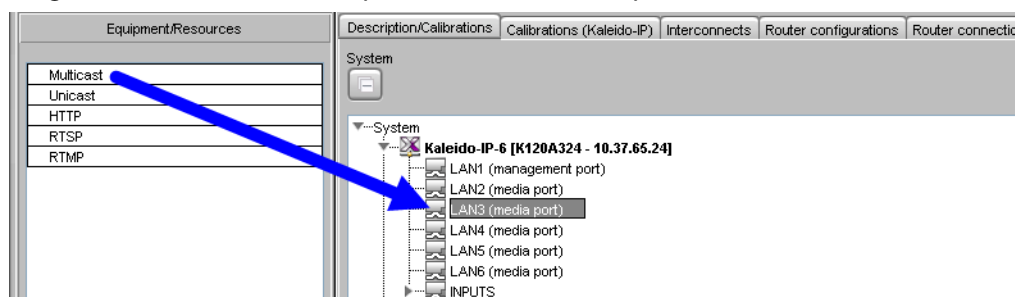 Equipment/Resources
Multicast
Unicast
HTTP
RTSP
RTMP
Description/Calibrations Calibrations (Kaleido-IP) Interconnects Router configurations Router connectio
System
System
Kaleido-IP-6 [K120A324 - 10.37.65.24]
LAN1 (management port)
LAN2 (media port)
LAN3 (media port)
LAN4 (media port)
LAN5 (media port)
LAN6 (media port)
INPUTS